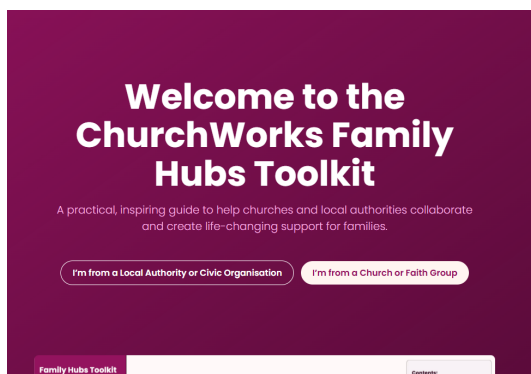 Welcome to the
ChurchWorks Family
Hubs Toolkit
A practical, inspiring guide to help churches and local authorities collaborate
and create life-changing support for families.
I'm from a Local Authority or Civic Organisation
I'm from a Church or Faith Group
Family Hubs Toolkit
Contents: